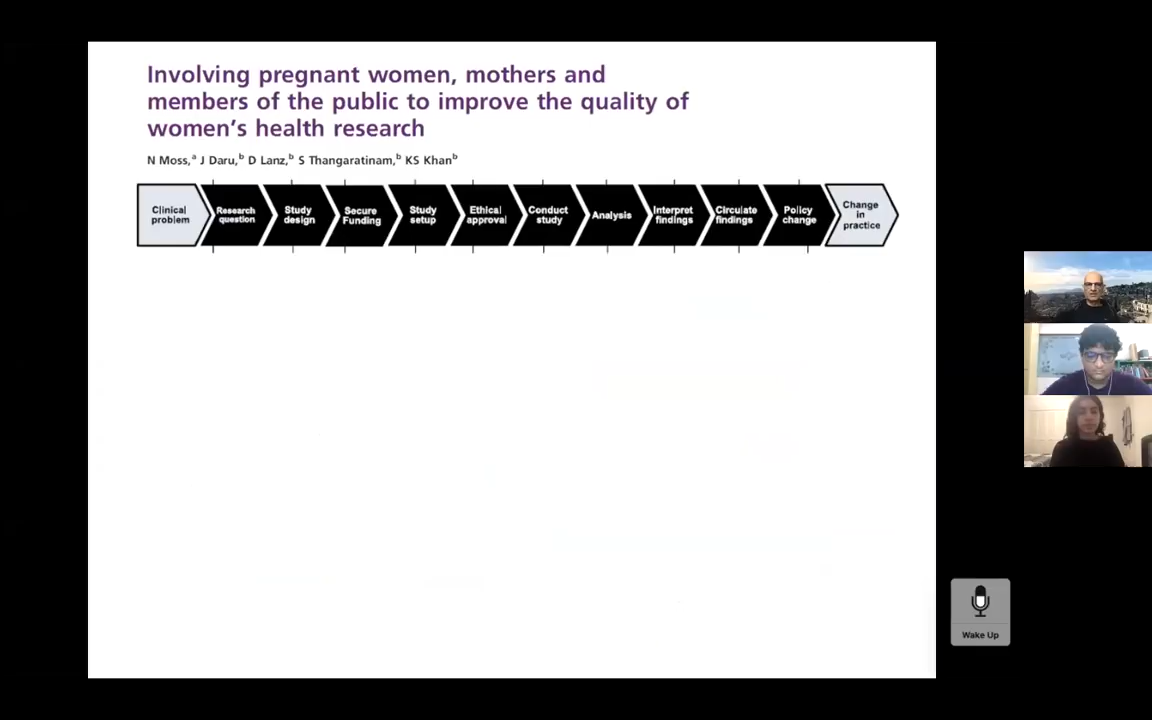 Involving pregnant women, mothers and
members of the public to improve the quality of
women's health research
N Moss,ᵃ J Daru,ᵇ D Lanz,ᵇ S Thangaratinam,ᵇ KS Khanᵇ
Clinical
problem
Research
question
Study
design
Secure
Funding
Study
setup
Ethical
approval
Conduct
study
Analysis
Interpret
findings
Circulate
findings
Policy
change
Change
in
practice
Wake Up